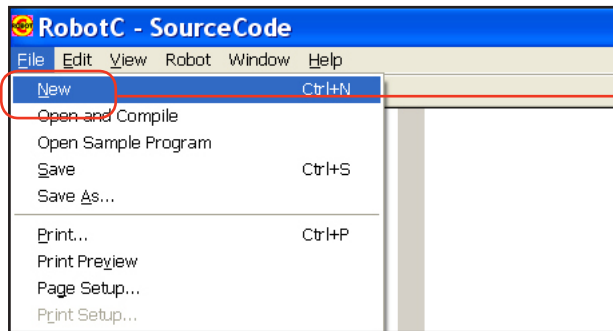 RobotC - SourceCode
File Edit View Robot Window Help
New Ctrl+N
Open and Compile
Open Sample Program
Save Ctrl+S
Save As...
Print... Ctrl+P
Print Preview
Page Setup...
Print Setup...